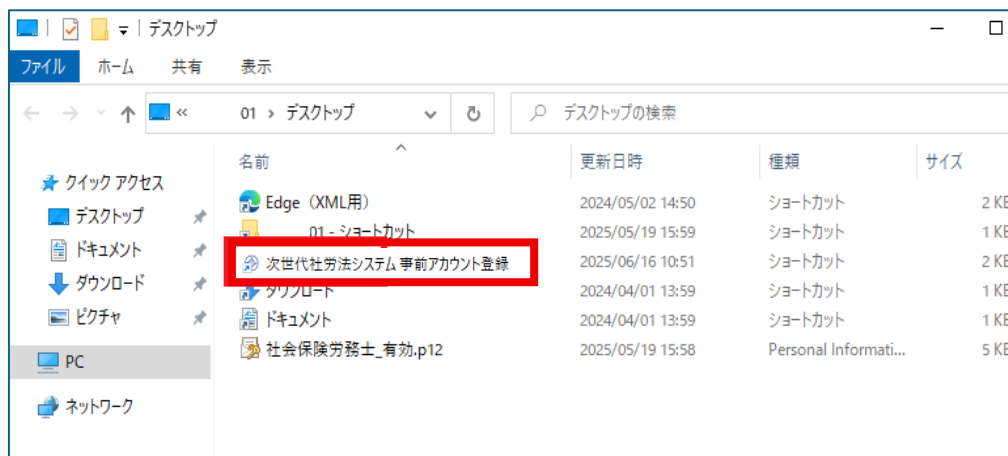 デスクトップ
ファイル ホーム 共有 表示
01 › デスクトップ デスクトップの検索
名前 更新日時 種類 サイズ
クイック アクセス
デスクトップ
ドキュメント
ダウンロード
ピクチャ
PC
ネットワーク
Edge（XML用） 2024/05/02 14:50 ショートカット 2 KB
01 - ショートカット 2025/05/19 15:59 ショートカット 1 KB
次世代社労法システム 事前アカウント登録 2025/06/16 10:51 ショートカット 2 KB
ダウンロード 2024/04/01 13:59 ショートカット 1 KB
ドキュメント 2024/04/01 13:59 ショートカット 1 KB
社会保険労務士_有効.p12 2025/05/19 15:58 Personal Informati... 5 KB